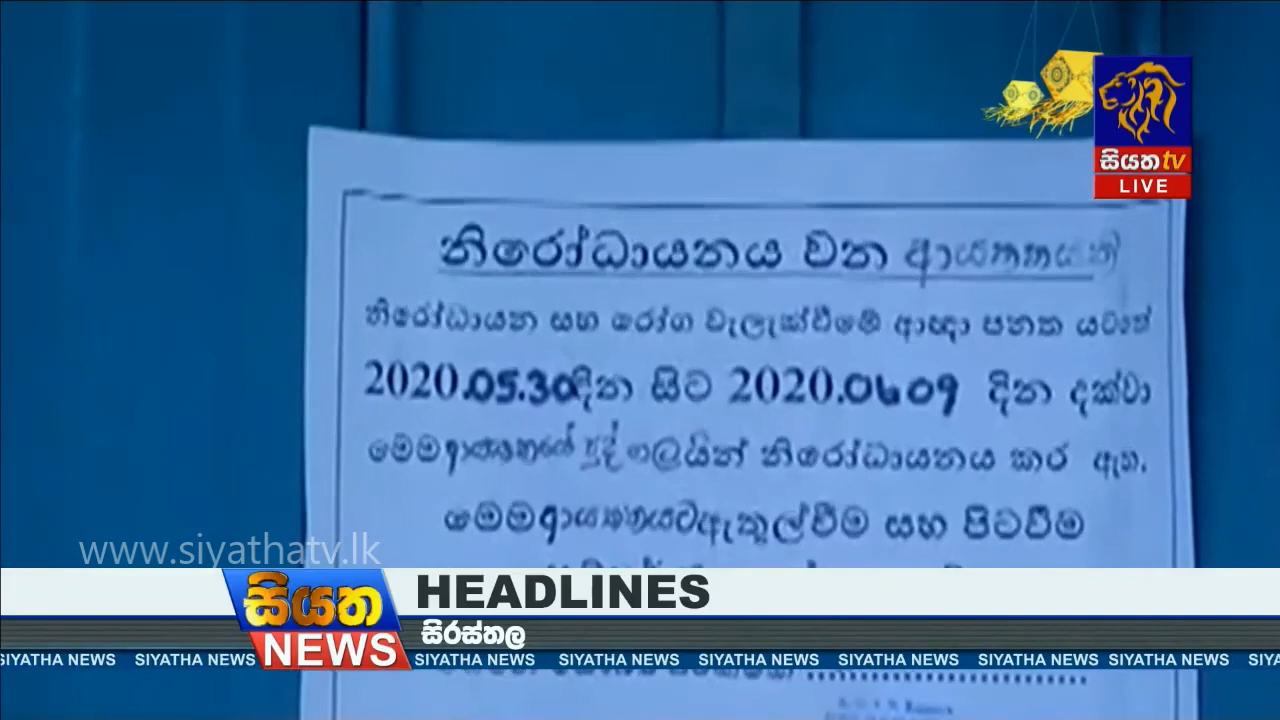 සියත tv
LIVE
නිරෝධායනය වන ආයතනයකි
නිරෝධායන සහ රෝග වැලැක්වීමේ ආඥා පනත යටතේ
2020.05.30 දින සිට 2020.06.09 දින දක්වා
මෙම ආයතනයේ පුද්ගලයින් නිරෝධායනය කර ඇත.
මෙම ආයතනයට ඇතුල්වීම සහ පිටවීම
www.siyathatv.lk
සියත NEWS
HEADLINES
සිරස්තල
SIYATHA NEWS SIYATHA NEWS SIYATHA NEWS SIYATHA NEWS SIYATHA NEWS SIYATHA NEWS SIYATHA NEWS SIYATHA NEWS